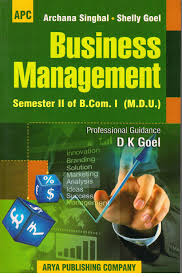 APC
Archana Singhal • Shelly Goel
Business
Management
Semester II of B.Com. I (M.D.U.)
Professional Guidance
D K Goel
Innovation
Branding
Solution
Marketing
Analysis
Ideas
Success
Management
ARYA PUBLISHING COMPANY